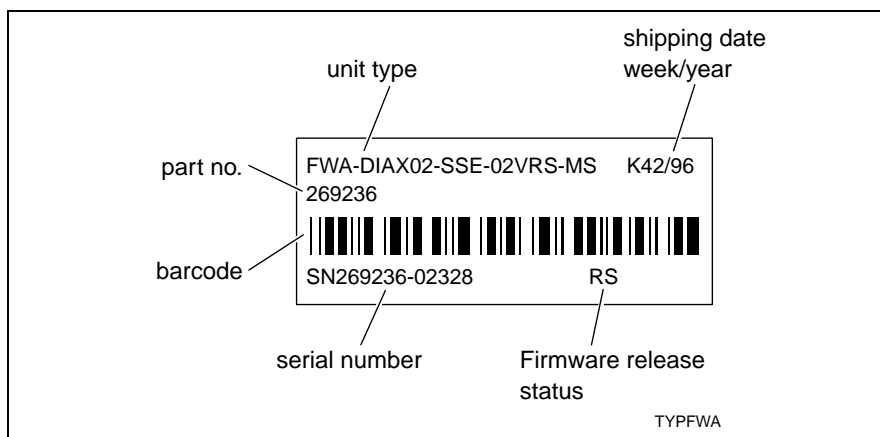 shipping date
week/year
unit type
part no.
FWA-DIAX02-SSE-02VRS-MS K42/96
269236
barcode
SN269236-02328 RS
serial number
Firmware release
status
TYPFWA